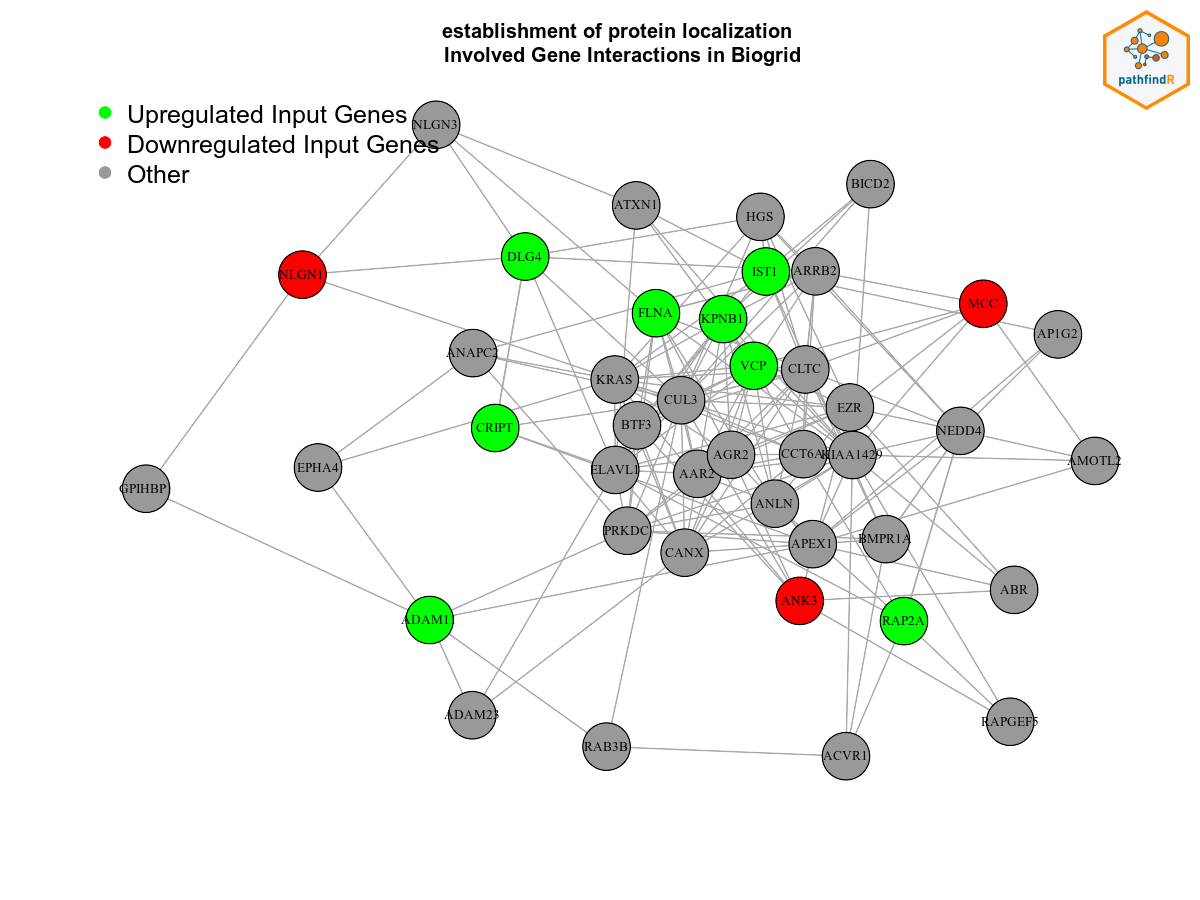 establishment of protein localization
Involved Gene Interactions in Biogrid
pathfindR
Upregulated Input Genes
Downregulated Input Genes
Other
NLGN3
BICD2
ATXN1
HGS
DLG4
IST1
ARRB2
NLGN1
MCC
FLNA
KPNB1
AP1G2
ANAPC2
VCP
CLTC
KRAS
CUL3
EZR
BTF3
CRIPT
NEDD4
AGR2
CCT6A
KIAA1429
AMOTL2
EPHA4
ELAVL1
AAR2
GPIHBP
ANLN
PRKDC
BMPR1A
APEX1
CANX
ABR
ANK3
ADAM11
RAP2A
ADAM23
RAPGEF5
RAB3B
ACVR1